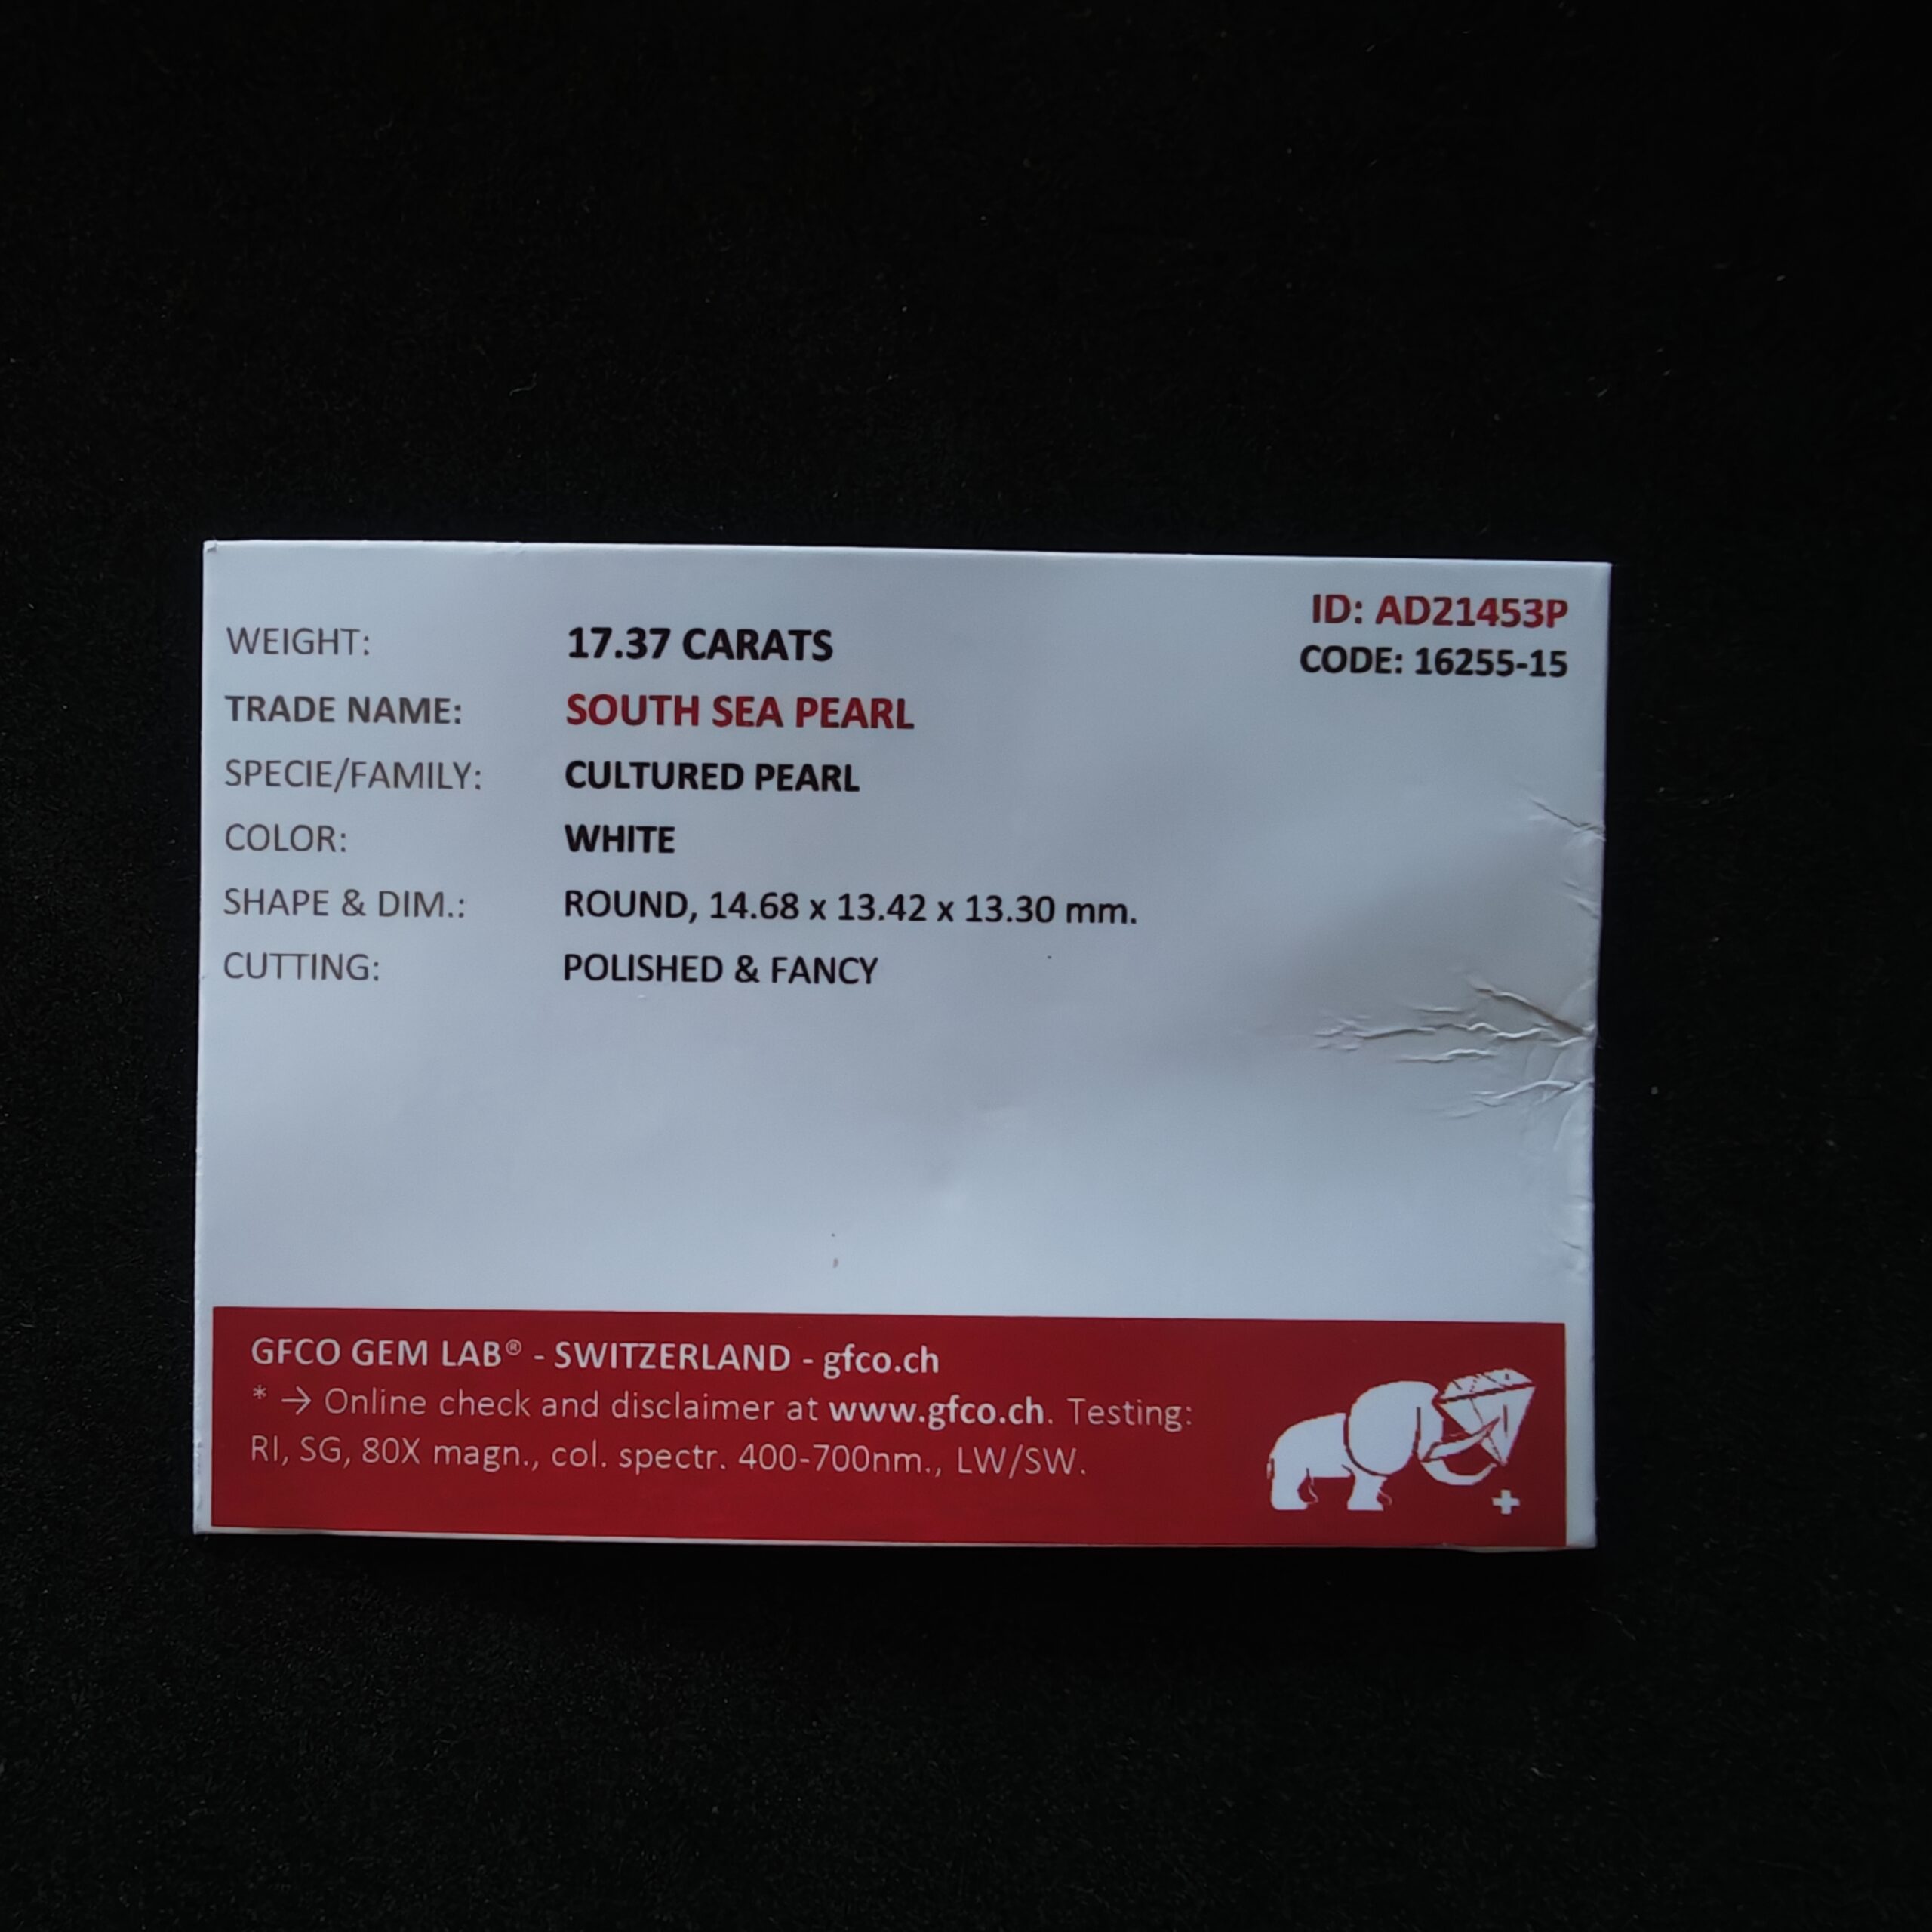 ID: AD21453P
CODE: 16255-15
WEIGHT: 17.37 CARATS
TRADE NAME: SOUTH SEA PEARL
SPECIE/FAMILY: CULTURED PEARL
COLOR: WHITE
SHAPE & DIM.: ROUND, 14.68 x 13.42 x 13.30 mm.
CUTTING: POLISHED & FANCY
GFCO GEM LAB® - SWITZERLAND - gfco.ch
* → Online check and disclaimer at www.gfco.ch. Testing:
RI, SG, 80X magn., col. spectr. 400-700nm., LW/SW.